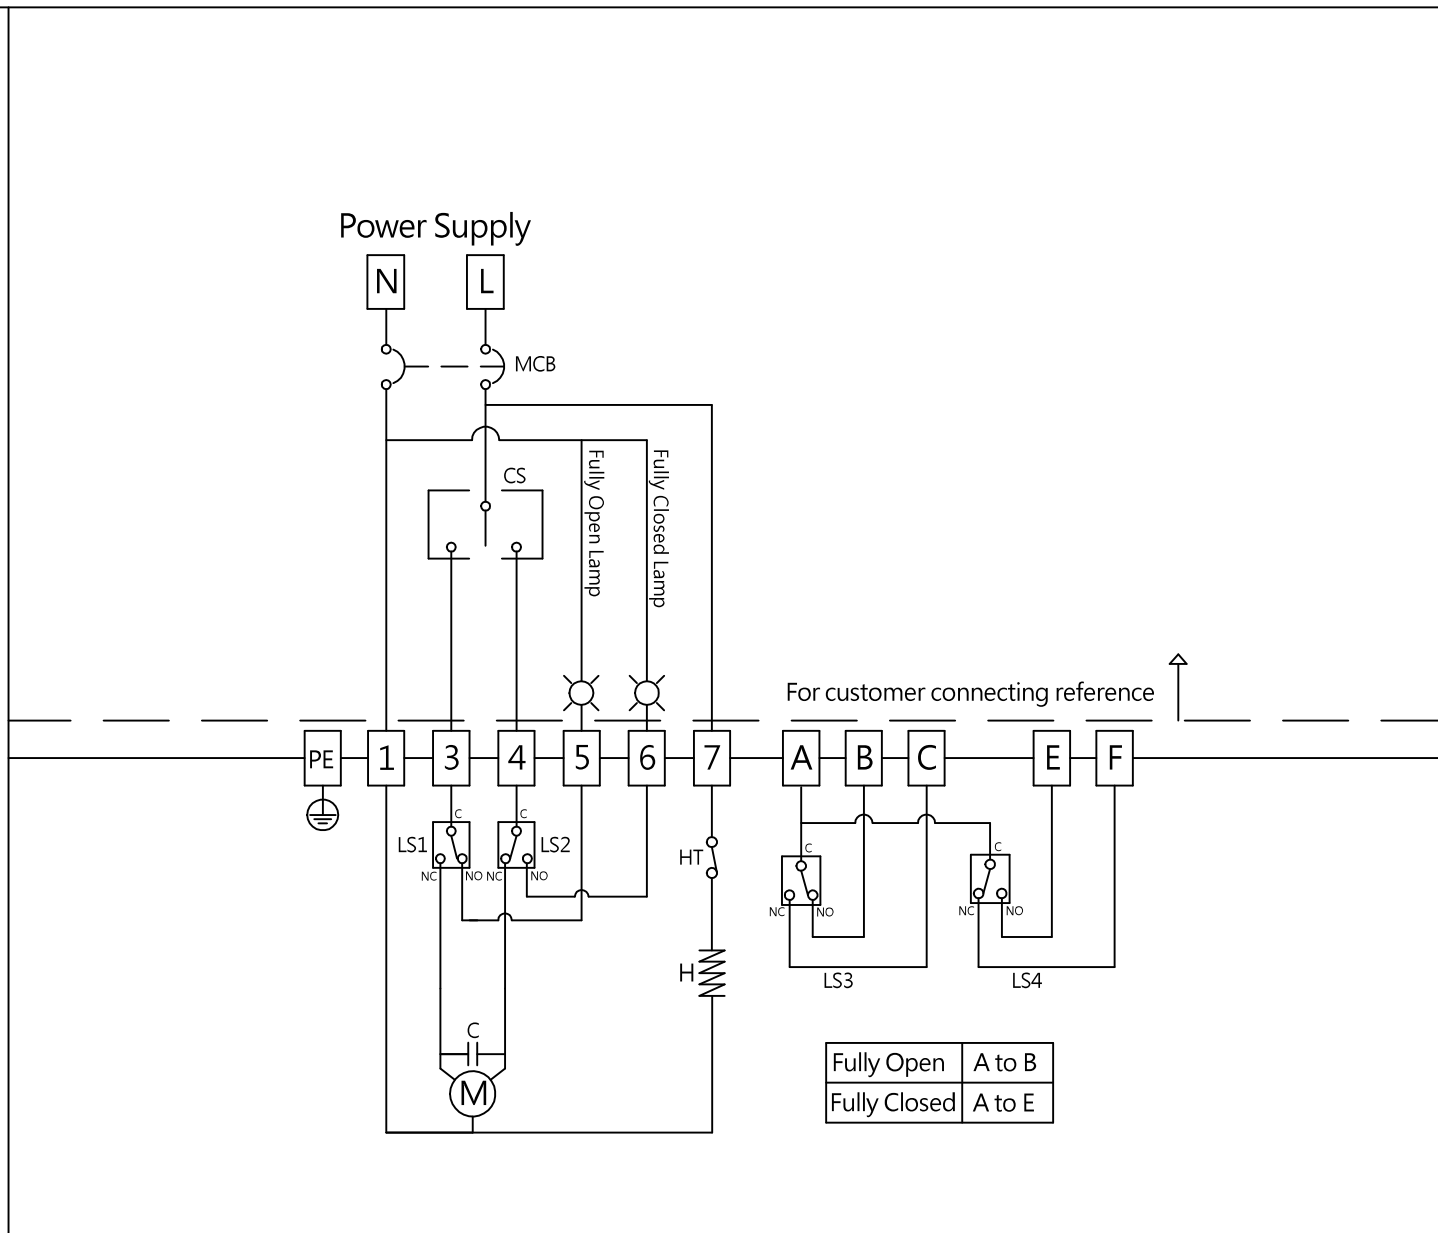 Power Supply
N L
MCB
CS
Fully Open Lamp
Fully Closed Lamp
For customer connecting reference
PE 1 3 4 5 6 7 A B C E F
C C
LS1 LS2
NC NO NC NO
HT
C C
NC NO NC NO
H
LS3 LS4
C
M
Fully Open A to B
Fully Closed A to E